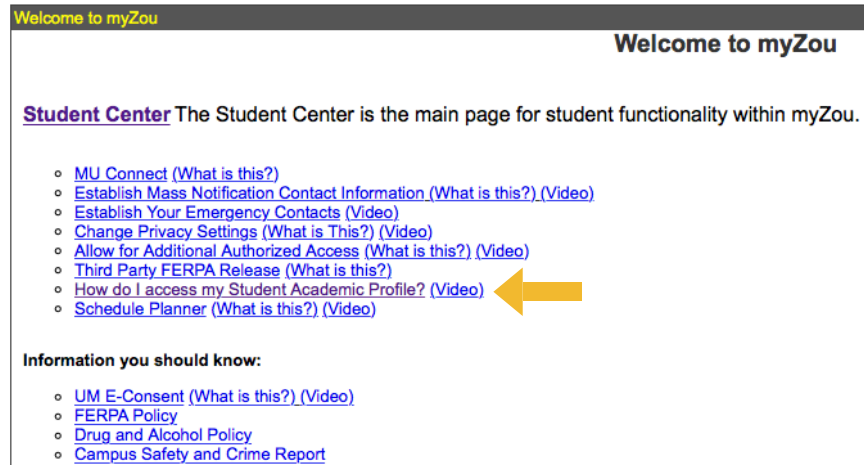 Welcome to myZou
Welcome to myZou
Student Center The Student Center is the main page for student functionality within myZou.
MU Connect (What is this?)
Establish Mass Notification Contact Information (What is this?) (Video)
Establish Your Emergency Contacts (Video)
Change Privacy Settings (What is This?) (Video)
Allow for Additional Authorized Access (What is this?) (Video)
Third Party FERPA Release (What is this?)
How do I access my Student Academic Profile? (Video)
Schedule Planner (What is this?) (Video)
Information you should know:
UM E-Consent (What is this?) (Video)
FERPA Policy
Drug and Alcohol Policy
Campus Safety and Crime Report